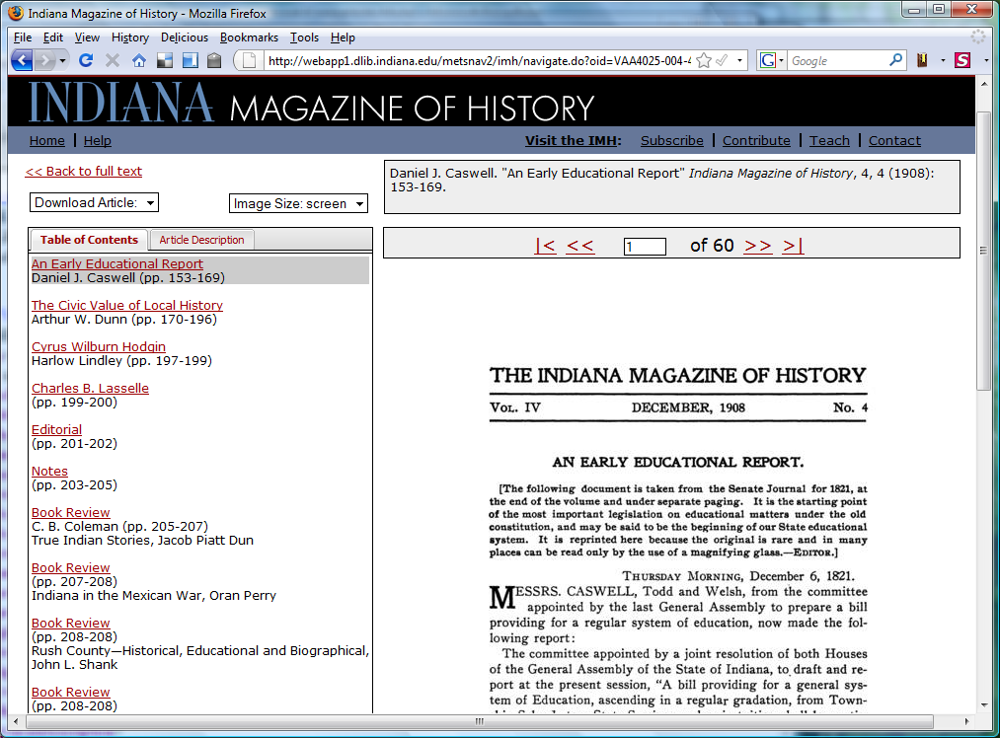 Indiana Magazine of History - Mozilla Firefox
File Edit View History Delicious Bookmarks Tools Help
http://webapp1.dlib.indiana.edu/metsnav2/imh/navigate.do?oid=VAA4025-004-4
G Google
S
INDIANA MAGAZINE OF HISTORY
Home | Help
Visit the IMH: Subscribe | Contribute | Teach | Contact
<< Back to full text
Download Article:
Image Size: screen
Table of Contents
Article Description
An Early Educational Report
Daniel J. Caswell (pp. 153-169)
The Civic Value of Local History
Arthur W. Dunn (pp. 170-196)
Cyrus Wilburn Hodgin
Harlow Lindley (pp. 197-199)
Charles B. Lasselle
(pp. 199-200)
Editorial
(pp. 201-202)
Notes
(pp. 203-205)
Book Review
C. B. Coleman (pp. 205-207)
True Indian Stories, Jacob Piatt Dun
Book Review
(pp. 207-208)
Indiana in the Mexican War, Oran Perry
Book Review
(pp. 208-208)
Rush County—Historical, Educational and Biographical,
John L. Shank
Book Review
(pp. 208-208)
Daniel J. Caswell. "An Early Educational Report" Indiana Magazine of History, 4, 4 (1908):
153-169.
|< << 1 of 60 >> >|
THE INDIANA MAGAZINE OF HISTORY
VOL. IV DECEMBER, 1908 No. 4
AN EARLY EDUCATIONAL REPORT.
[The following document is taken from the Senate Journal for 1821, at
the end of the volume and under separate paging. It is the starting point
of the most important legislation on educational matters under the old
constitution, and may be said to be the beginning of our State educational
system. It is reprinted here because the original is rare and in many
places can be read only by the use of a magnifying glass.—EDITOR.]
THURSDAY MORNING, December 6, 1821.
MESSRS. CASWELL, Todd and Welsh, from the committee
appointed by the last General Assembly to prepare a bill
providing for a regular system of education, now made the fol-
lowing report:
The committee appointed by a joint resolution of both Houses
of the General Assembly of the State of Indiana, to draft and re-
port at the present session, "A bill providing for a general sys-
tem of Education, ascending in a regular gradation, from Town-